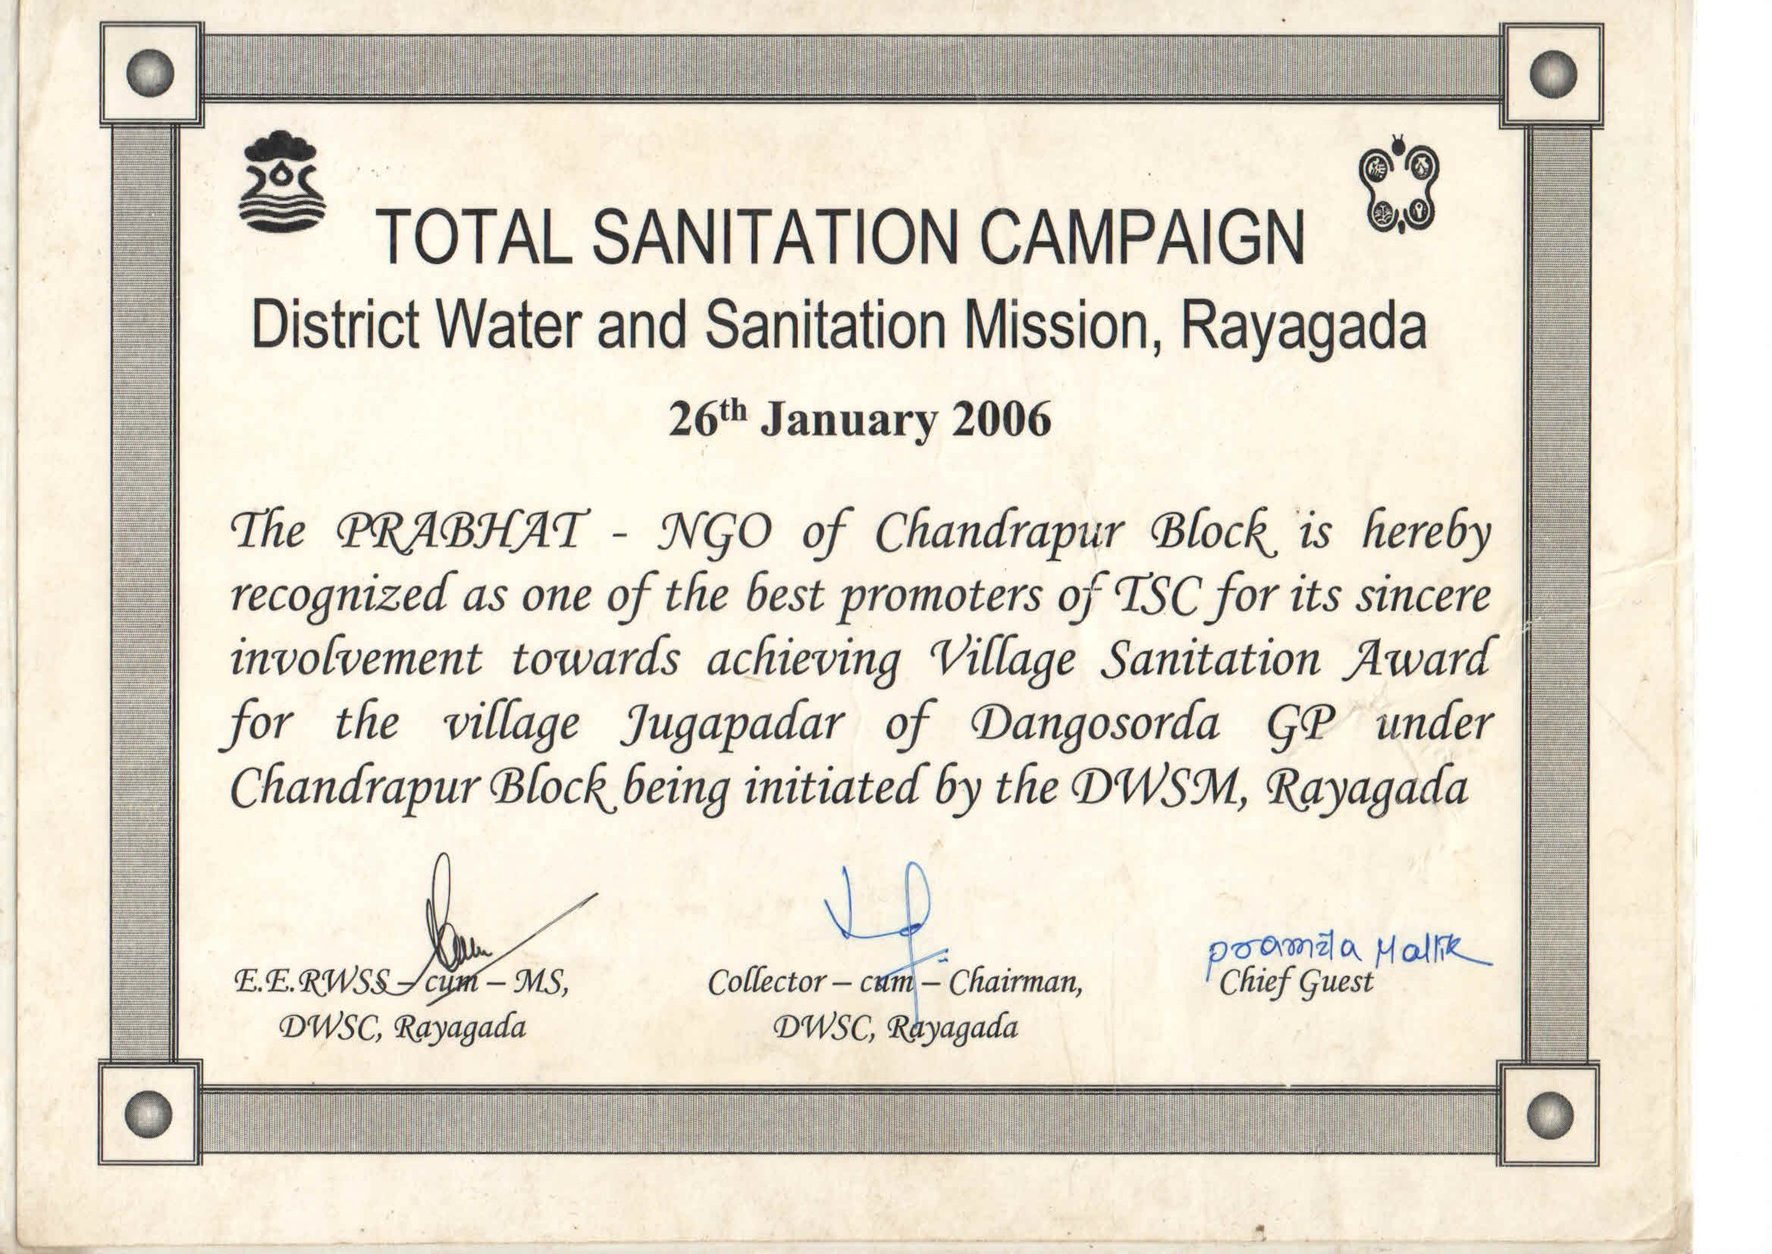 TOTAL SANITATION CAMPAIGN
District Water and Sanitation Mission, Rayagada
26th January 2006
The PRABHAT - NGO of Chandrapur Block is hereby
recognized as one of the best promoters of TSC for its sincere
involvement towards achieving Village Sanitation Award
for the village Jugapadar of Dangosorda GP under
Chandrapur Block being initiated by the DWSM, Rayagada
Pramila Mallik
E.E.RWSS – cum – MS, Collector – cum – Chairman, Chief Guest
DWSC, Rayagada DWSC, Rayagada